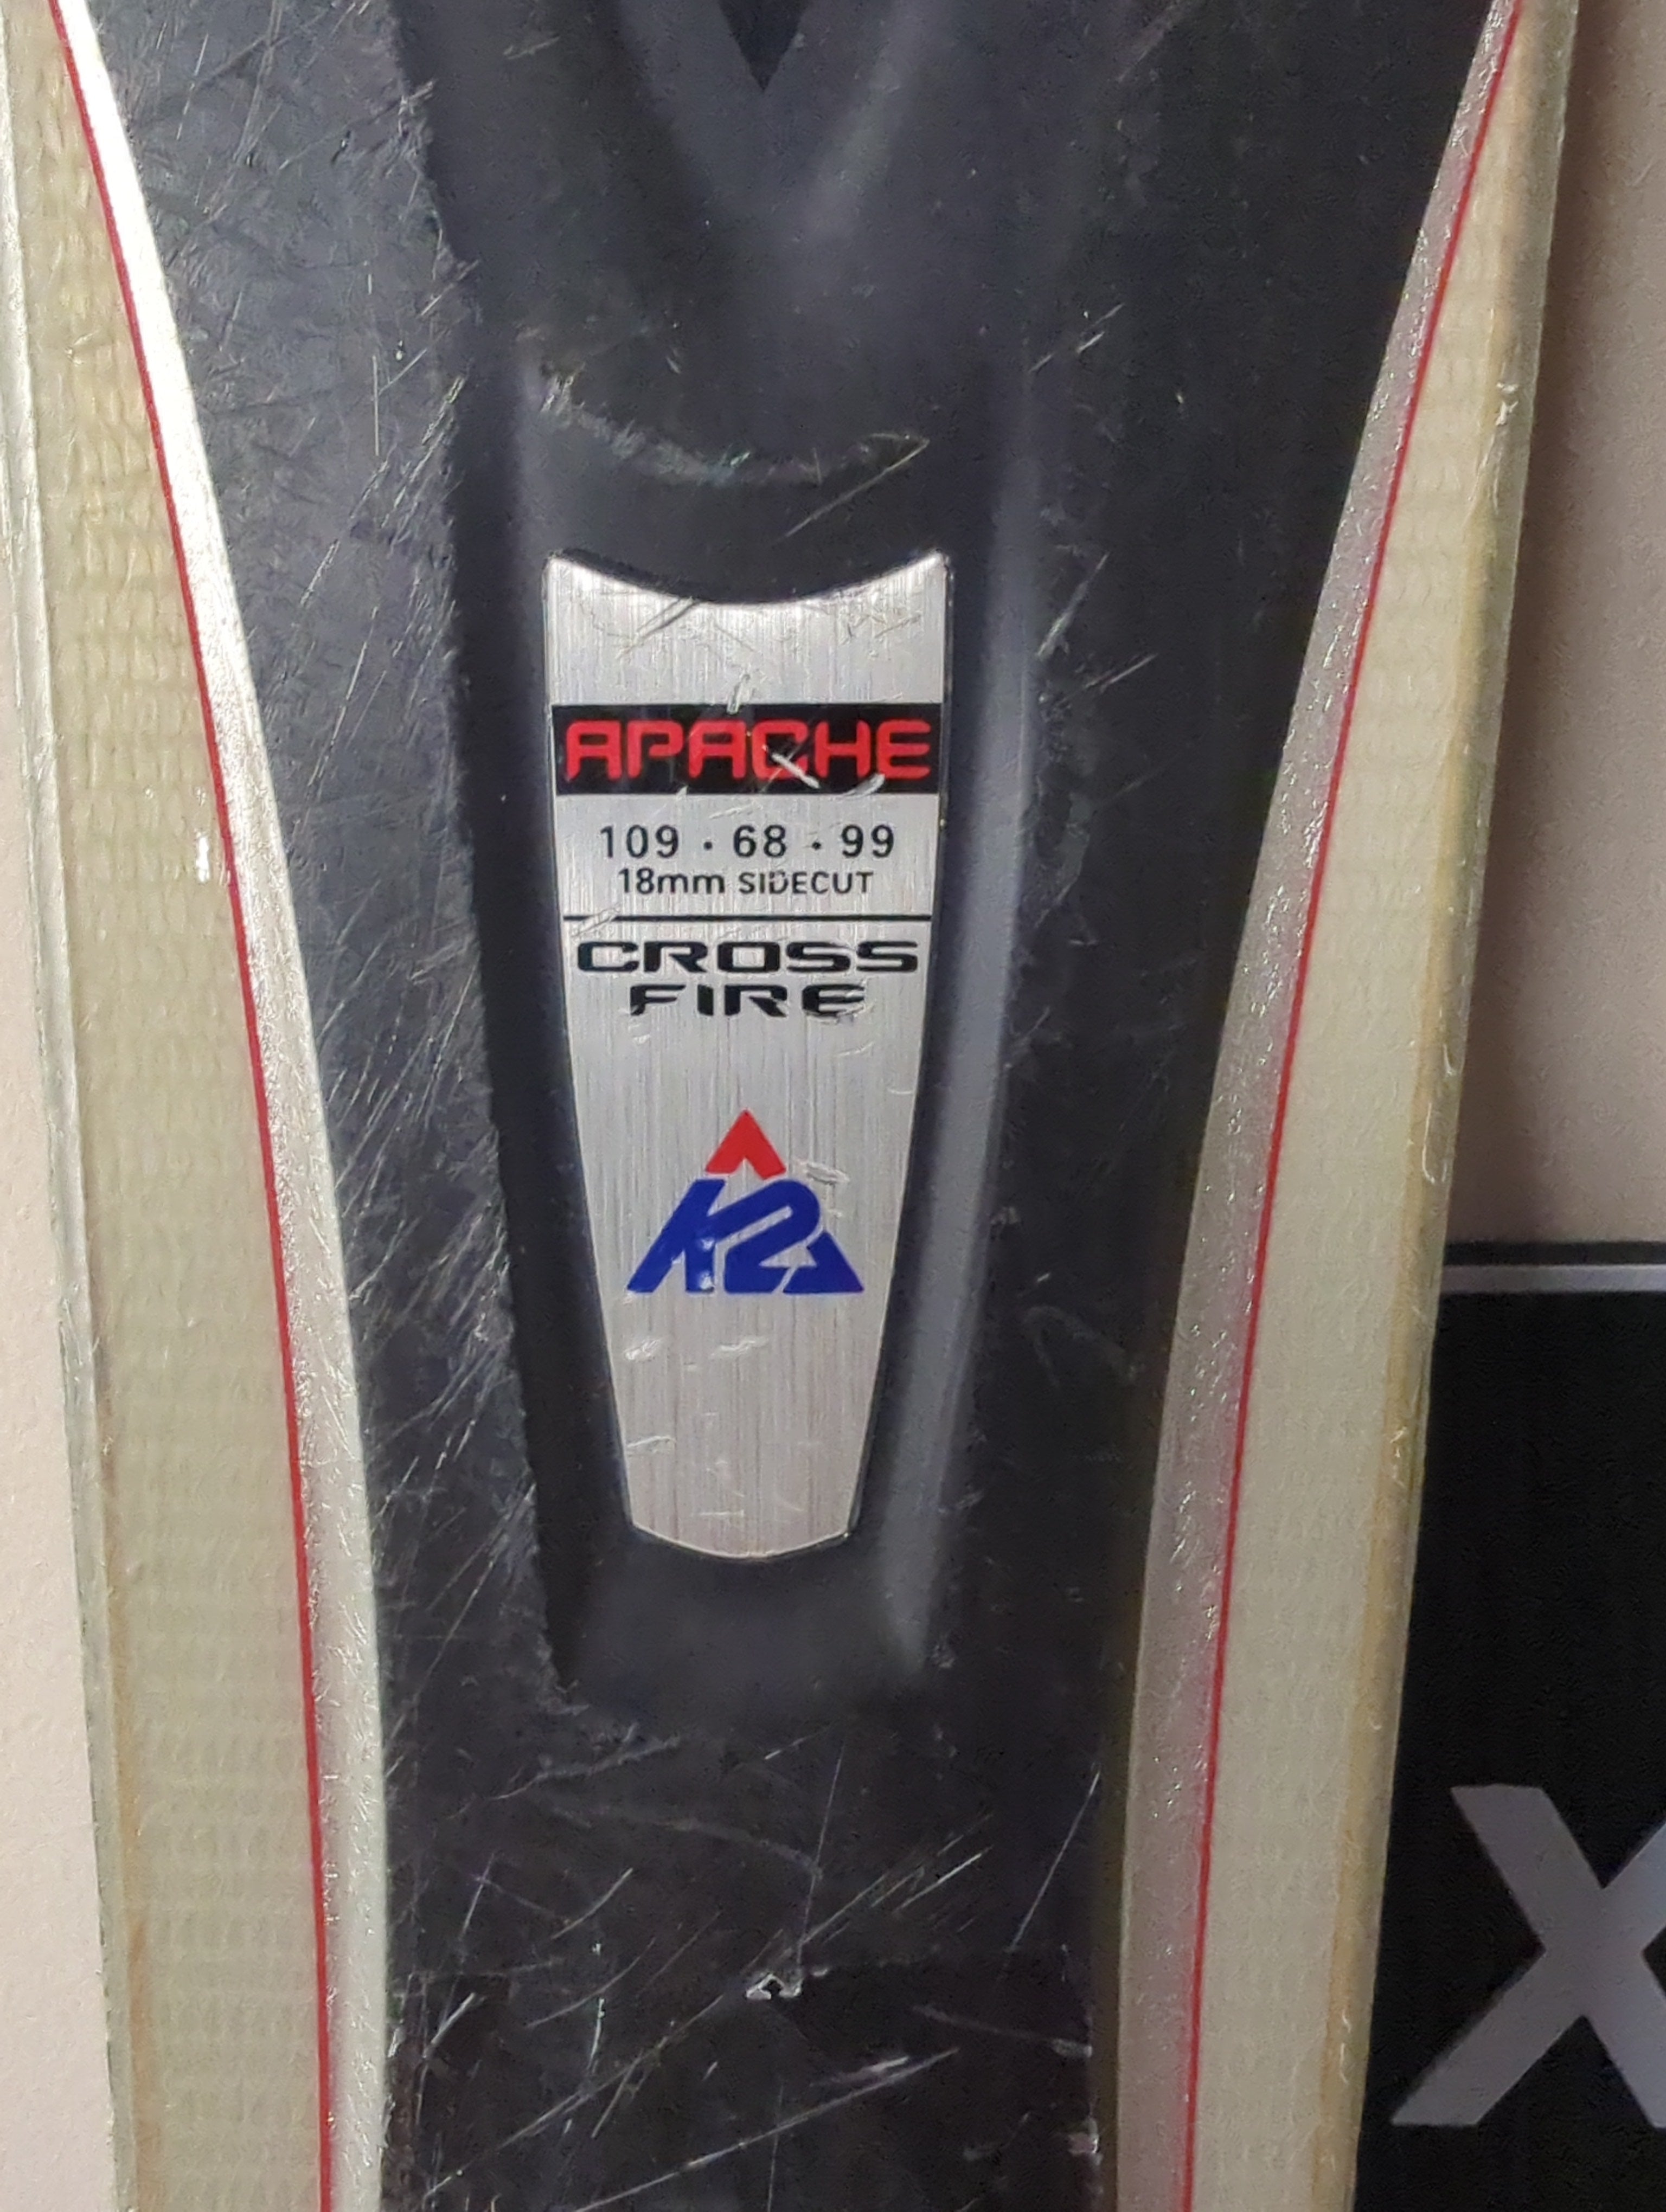 APACHE
109 · 68 · 99
18mm SIDECUT
CROSS
FIRE
K2
X